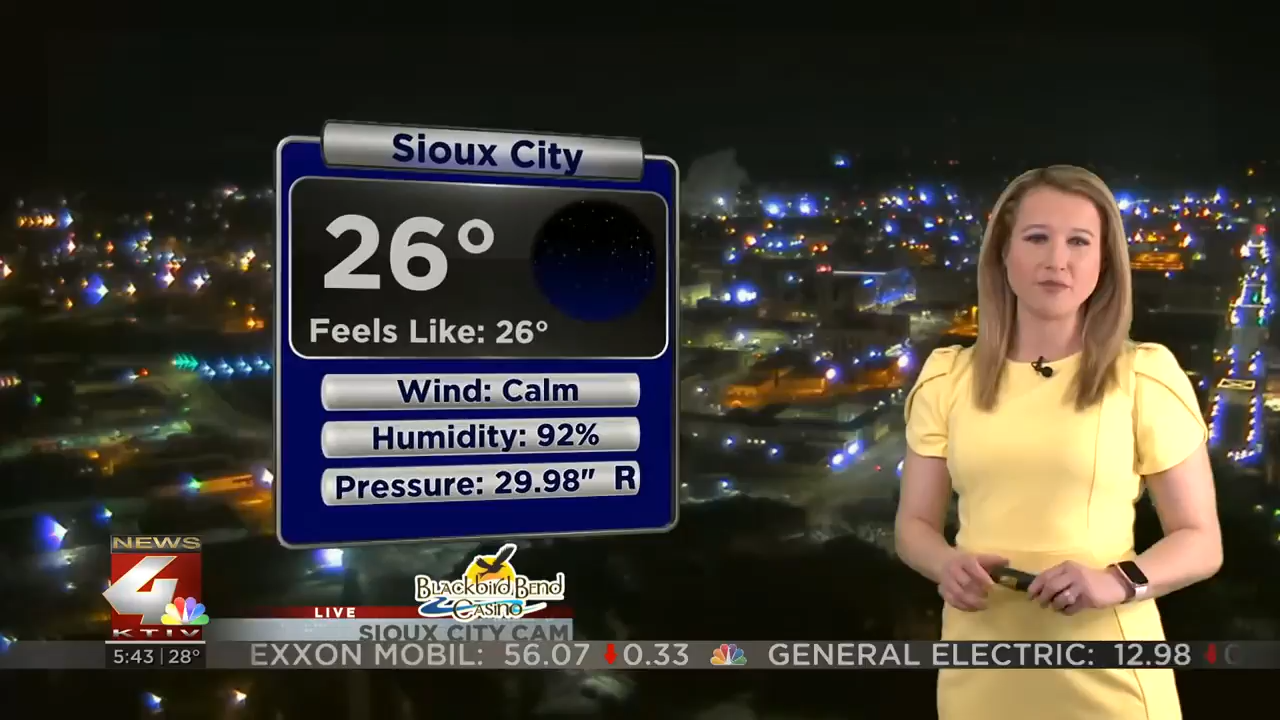 Sioux City
26°
Feels Like: 26°
Wind: Calm
Humidity: 92%
Pressure: 29.98" R
NEWS
4
KTIV
5:43 | 28°
Blackbird Bend
Casino
LIVE
SIOUX CITY CAM
EXXON MOBIL: 56.07 0.33 GENERAL ELECTRIC: 12.98